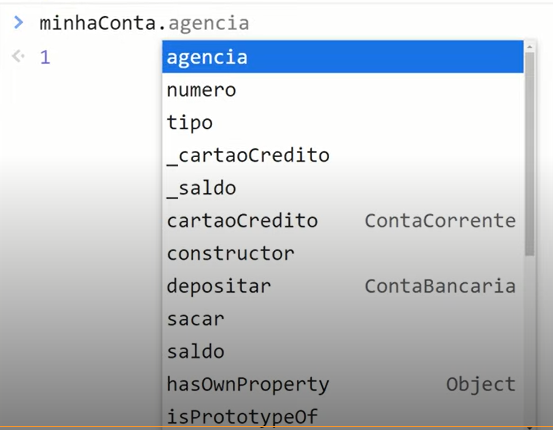 > minhaConta.agencia
< 1
agencia
numero
tipo
_cartaoCredito
_saldo
cartaoCredito ContaCorrente
constructor
depositar ContaBancaria
sacar
saldo
hasOwnProperty Object
isPrototypeOf